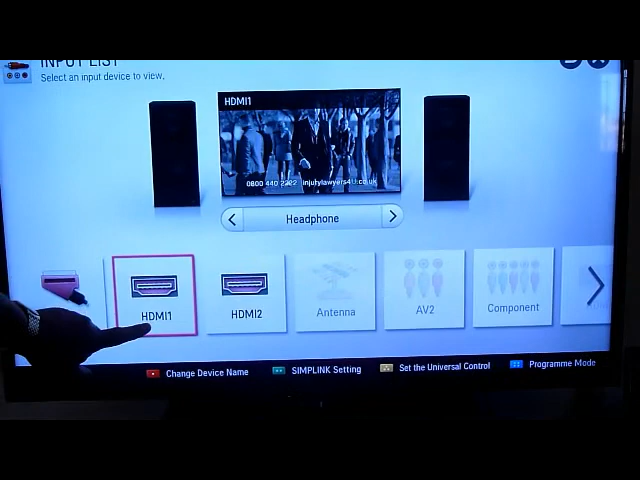 INPUT LIST
Select an input device to view.
HDMI1
0800 440 2222 injurylawyers4U.co.uk
Headphone
HDMI1
HDMI2
Antenna
AV2
Component
Change Device Name
SIMPLINK Setting
Set the Universal Control
Programme Mode